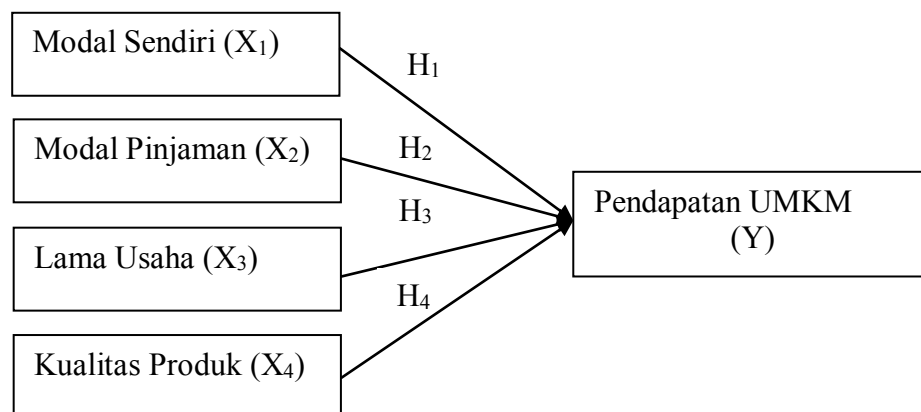 Modal Sendiri (X₁)
H₁
Modal Pinjaman (X₂)
H₂
H₃
Pendapatan UMKM
(Y)
Lama Usaha (X₃)
H₄
Kualitas Produk (X₄)